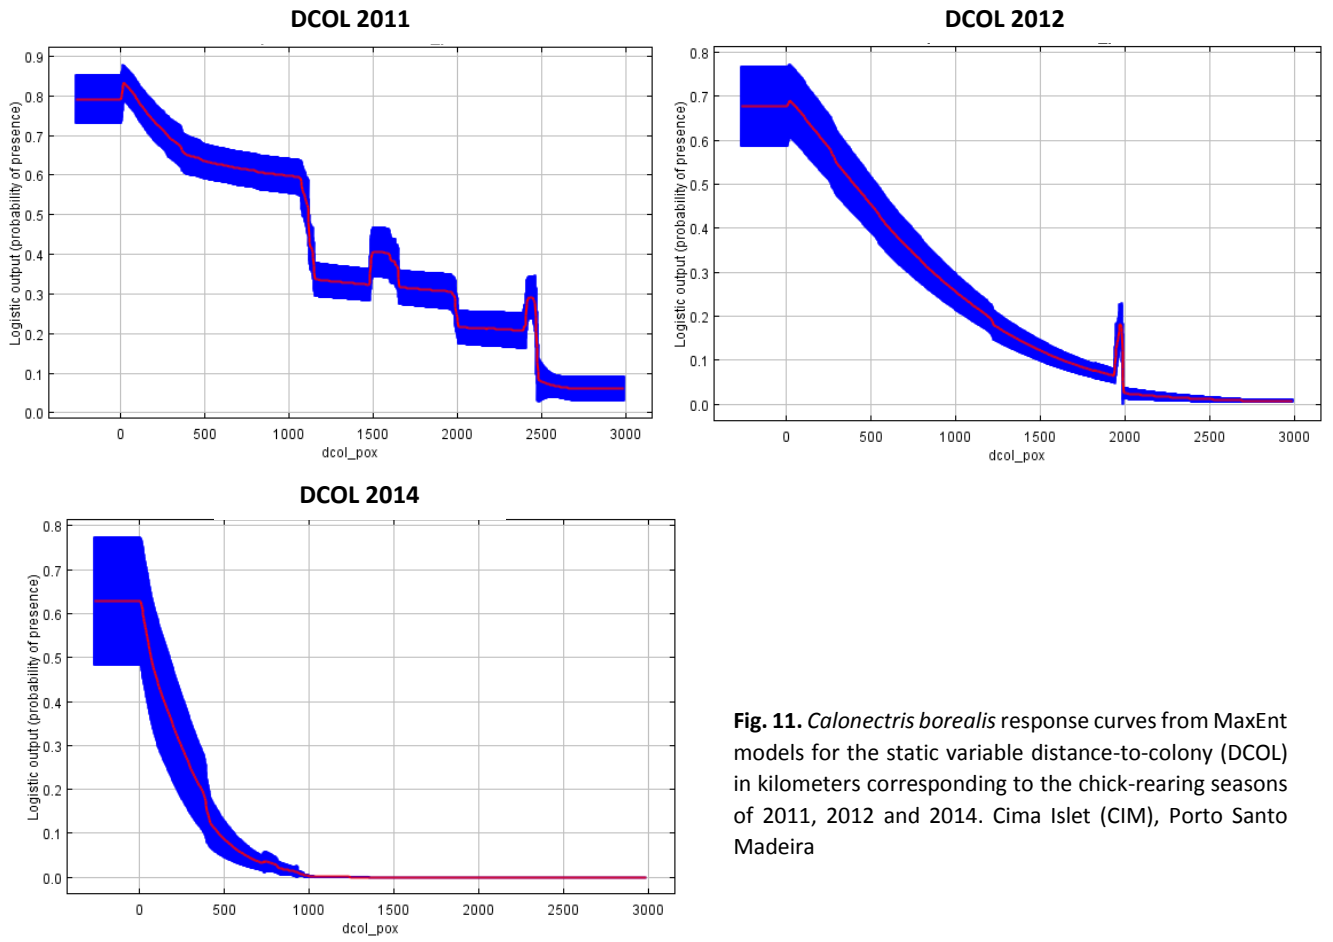 DCOL 2011
DCOL 2012
0.9
0.8
0.7
0.6
0.5
0.4
0.3
0.2
0.1
0.0
Logistic output (probability of presence)
0 500 1000 1500 2000 2500 3000
dcol_pox
0.8
0.7
0.6
0.5
0.4
0.3
0.2
0.1
0.0
Logistic output (probability of presence)
0 500 1000 1500 2000 2500 3000
dcol_pox
DCOL 2014
0.8
0.7
0.6
0.5
0.4
0.3
0.2
0.1
0.0
Logistic output (probability of presence)
0 500 1000 1500 2000 2500 3000
dcol_pox
Fig. 11. Calonectris borealis response curves from MaxEnt
models for the static variable distance-to-colony (DCOL)
in kilometers corresponding to the chick-rearing seasons
of 2011, 2012 and 2014. Cima Islet (CIM), Porto Santo
Madeira